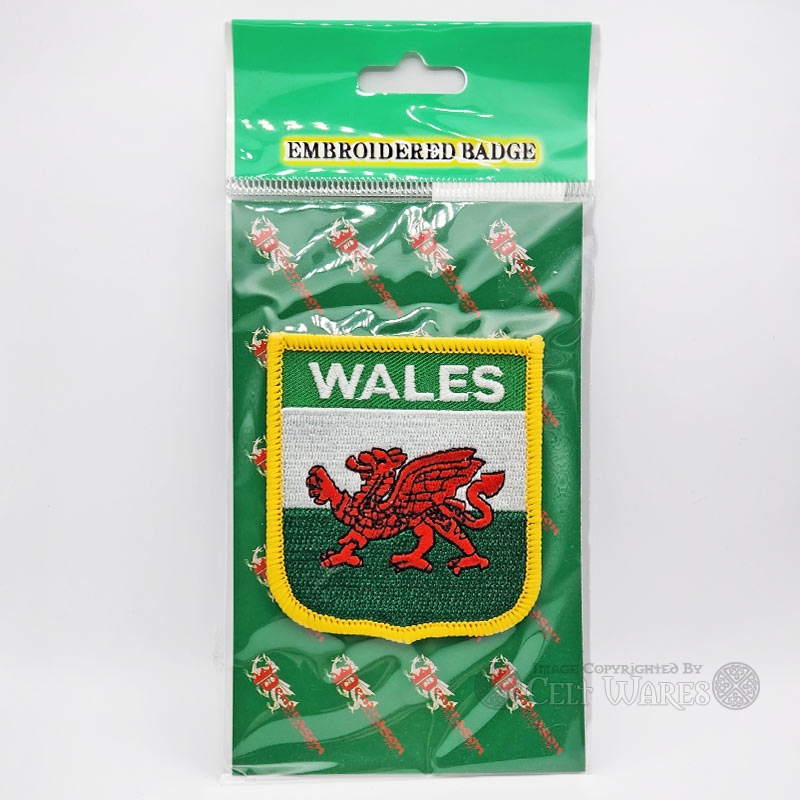 EMBROIDERED BADGE
WALES
Image Copyrighted By
Celt Wares